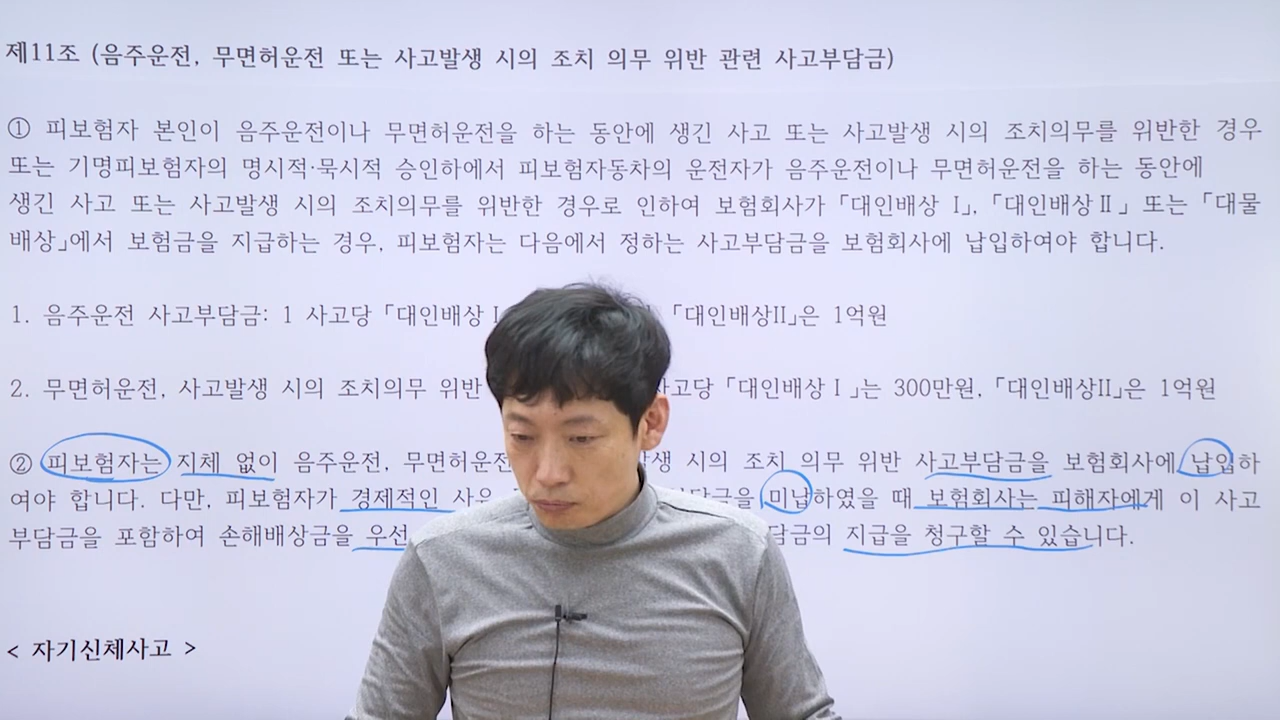 제11조 (음주운전, 무면허운전 또는 사고발생 시의 조치 의무 위반 관련 사고부담금)
① 피보험자 본인이 음주운전이나 무면허운전을 하는 동안에 생긴 사고 또는 사고발생 시의 조치의무를 위반한 경우
또는 기명피보험자의 명시적·묵시적 승인하에서 피보험자동차의 운전자가 음주운전이나 무면허운전을 하는 동안에
생긴 사고 또는 사고발생 시의 조치의무를 위반한 경우로 인하여 보험회사가 「대인배상 Ⅰ」, 「대인배상Ⅱ」 또는 「대물
배상」에서 보험금을 지급하는 경우, 피보험자는 다음에서 정하는 사고부담금을 보험회사에 납입하여야 합니다.
1. 음주운전 사고부담금: 1 사고당 「대인배상Ⅰ 「대인배상II」은 1억원
2. 무면허운전, 사고발생 시의 조치의무 위반 사고당 「대인배상Ⅰ」는 300만원, 「대인배상II」은 1억원
② 피보험자는 지체 없이 음주운전, 무면허운전 시의 조치 의무 위반 사고부담금을 보험회사에 납입하
여야 합니다. 다만, 피보험자가 경제적인 미납하였을 때 보험회사는 피해자에게 이 사고
부담금을 포함하여 손해배상금을 우선 지급을 청구할 수 있습니다.
< 자기신체사고 >